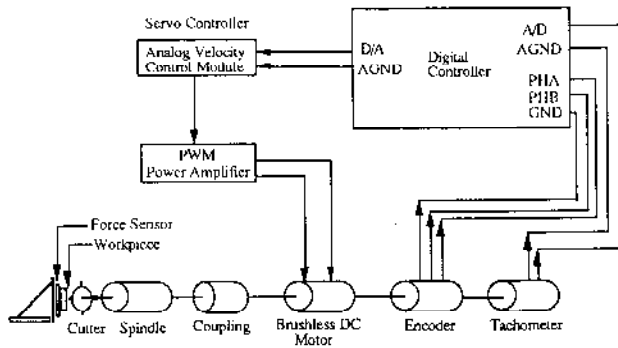 Servo Controller
Analog Velocity
Control Module
D/A
AGND
Digital
Controller
A/D
AGND
PHA
PHB
GND
PWM
Power Amplifier
Force Sensor
Workpiece
Cutter
Spindle
Coupling
Brushless DC
Motor
Encoder
Tachometer